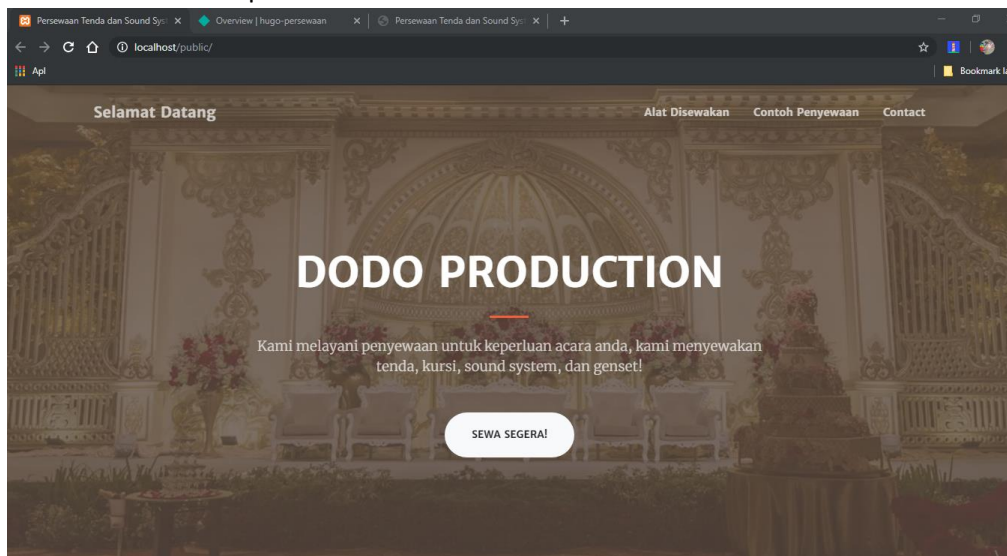 Persewaan Tenda dan Sound Sys
Overview | hugo-persewaan
Persewaan Tenda dan Sound Sys
localhost/public/
Apl
Bookmark la
Selamat Datang
Alat Disewakan
Contoh Penyewaan
Contact
DODO PRODUCTION
Kami melayani penyewaan untuk keperluan acara anda, kami menyewakan
tenda, kursi, sound system, dan genset!
SEWA SEGERA!